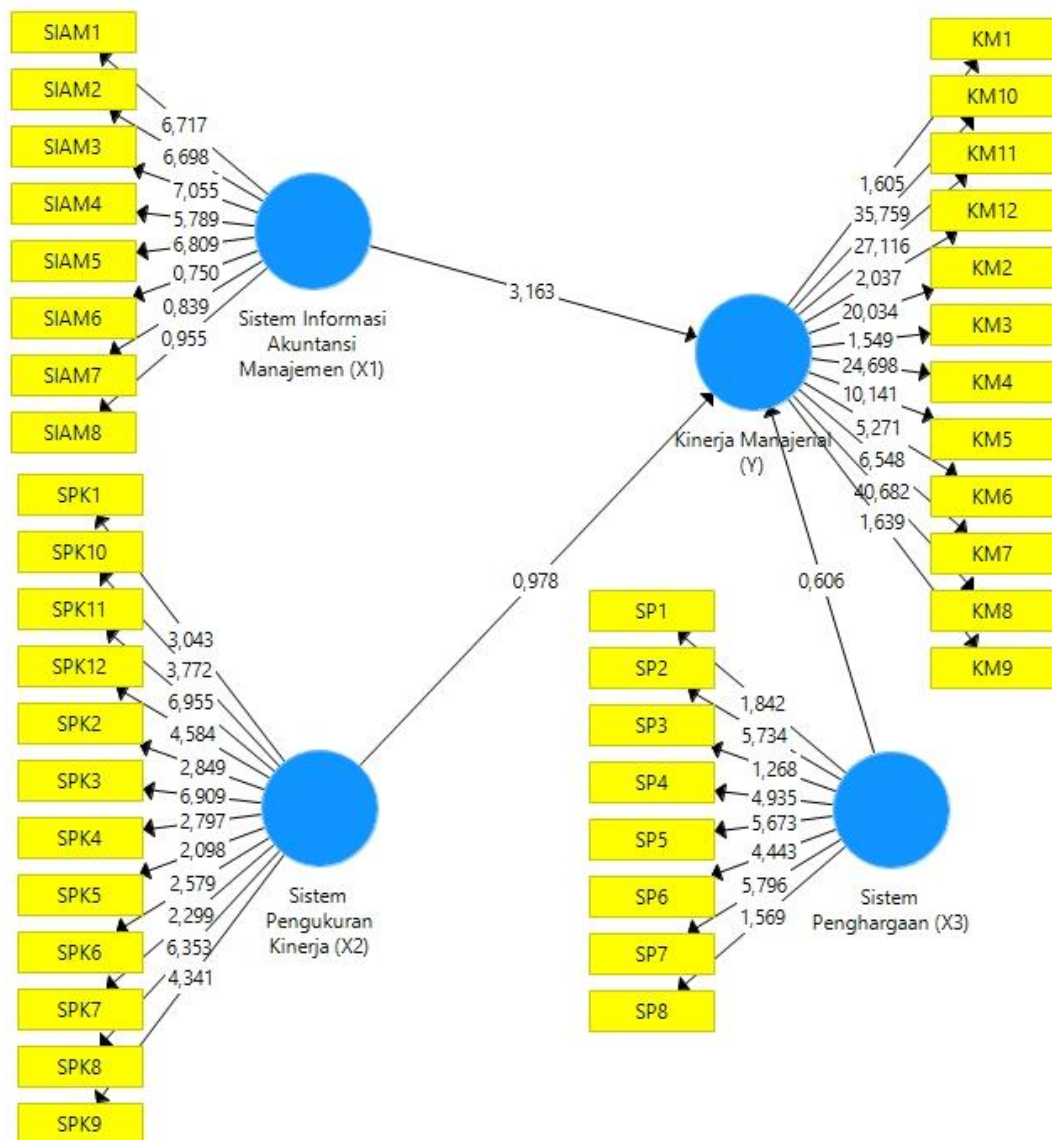 SIAM1
SIAM2
SIAM3
SIAM4
SIAM5
SIAM6
SIAM7
SIAM8
6,717
6,698
7,055
5,789
6,809
0,750
0,839
0,955
Sistem Informasi
Akuntansi
Manajemen (X1)
3,163
KM1
KM10
KM11
KM12
KM2
KM3
KM4
KM5
KM6
KM7
KM8
KM9
1,605
35,759
27,116
2,037
20,034
1,549
24,698
10,141
5,271
6,548
40,682
1,639
Kinerja Manajerial
(Y)
SPK1
SPK10
SPK11
SPK12
SPK2
SPK3
SPK4
SPK5
SPK6
SPK7
SPK8
SPK9
3,043
3,772
6,955
4,584
2,849
6,909
2,797
2,098
2,579
2,299
6,353
4,341
Sistem
Pengukuran
Kinerja (X2)
0,978
0,606
SP1
SP2
SP3
SP4
SP5
SP6
SP7
SP8
1,842
5,734
1,268
4,935
5,673
4,443
5,796
1,569
Sistem
Penghargaan (X3)